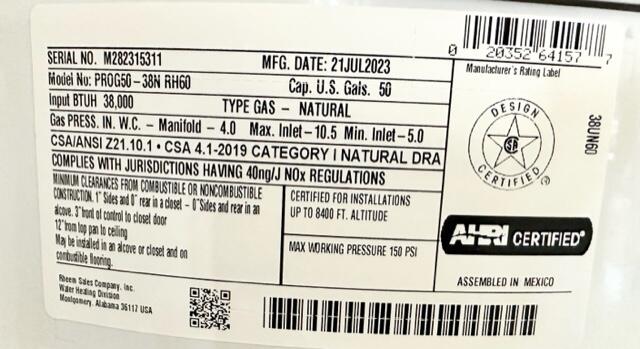 SERIAL NO. M282315311
MFG. DATE: 21JUL2023
Model No: PROG50-38N RH60
Cap. U.S. Gals. 50
Input BTUH 38,000
TYPE GAS - NATURAL
Gas PRESS. IN. W.C. - Manifold - 4.0 Max. Inlet-10.5 Min. Inlet-5.0
CSA/ANSI Z21.10.1 • CSA 4.1-2019 CATEGORY I NATURAL DRA
COMPLIES WITH JURISDICTIONS HAVING 40ng/J NOx REGULATIONS
MINIMUM CLEARANCES FROM COMBUSTIBLE OR NONCOMBUSTIBLE
CONSTRUCTION. 1" Sides and 0" rear in a closet - 0"Sides and rear in an
alcove. 3"front of control to closet door
12"from top pan to ceiling
May be installed in an alcove or closet and on
combustible flooring.
CERTIFIED FOR INSTALLATIONS
UP TO 8400 FT. ALTITUDE
MAX WORKING PRESSURE 150 PSI
Rheem Sales Company, Inc.
Water Heating Division
Montgomery, Alabama 36117 USA
0 20352 64157 7
Manufacturer's Rating Label
38UN60
DESIGN
CSA
CERTIFIED
®
AHRI CERTIFIED®
ASSEMBLED IN MEXICO